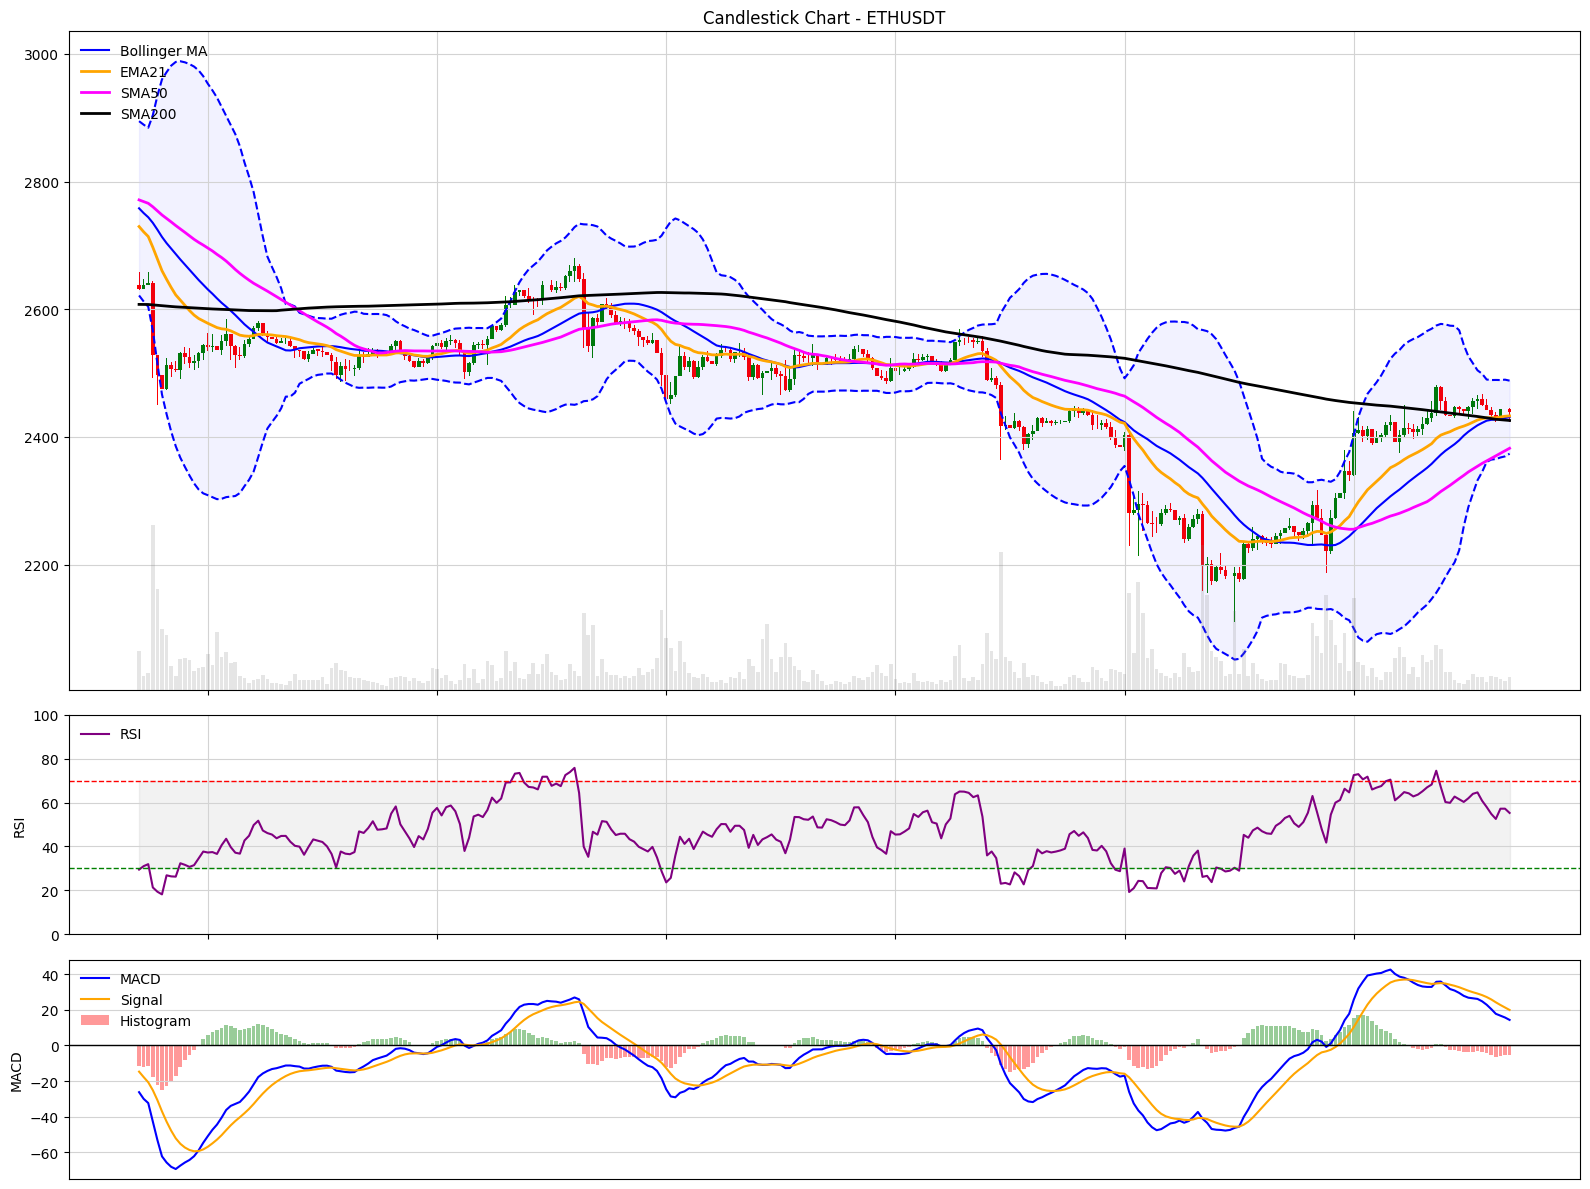 Candlestick Chart - ETHUSDT
Bollinger MA
EMA21
SMA50
SMA200
3000
2800
2600
2400
2200
RSI
RSI
100
80
60
40
20
0
MACD
Signal
Histogram
MACD
40
20
0
−20
−40
−60